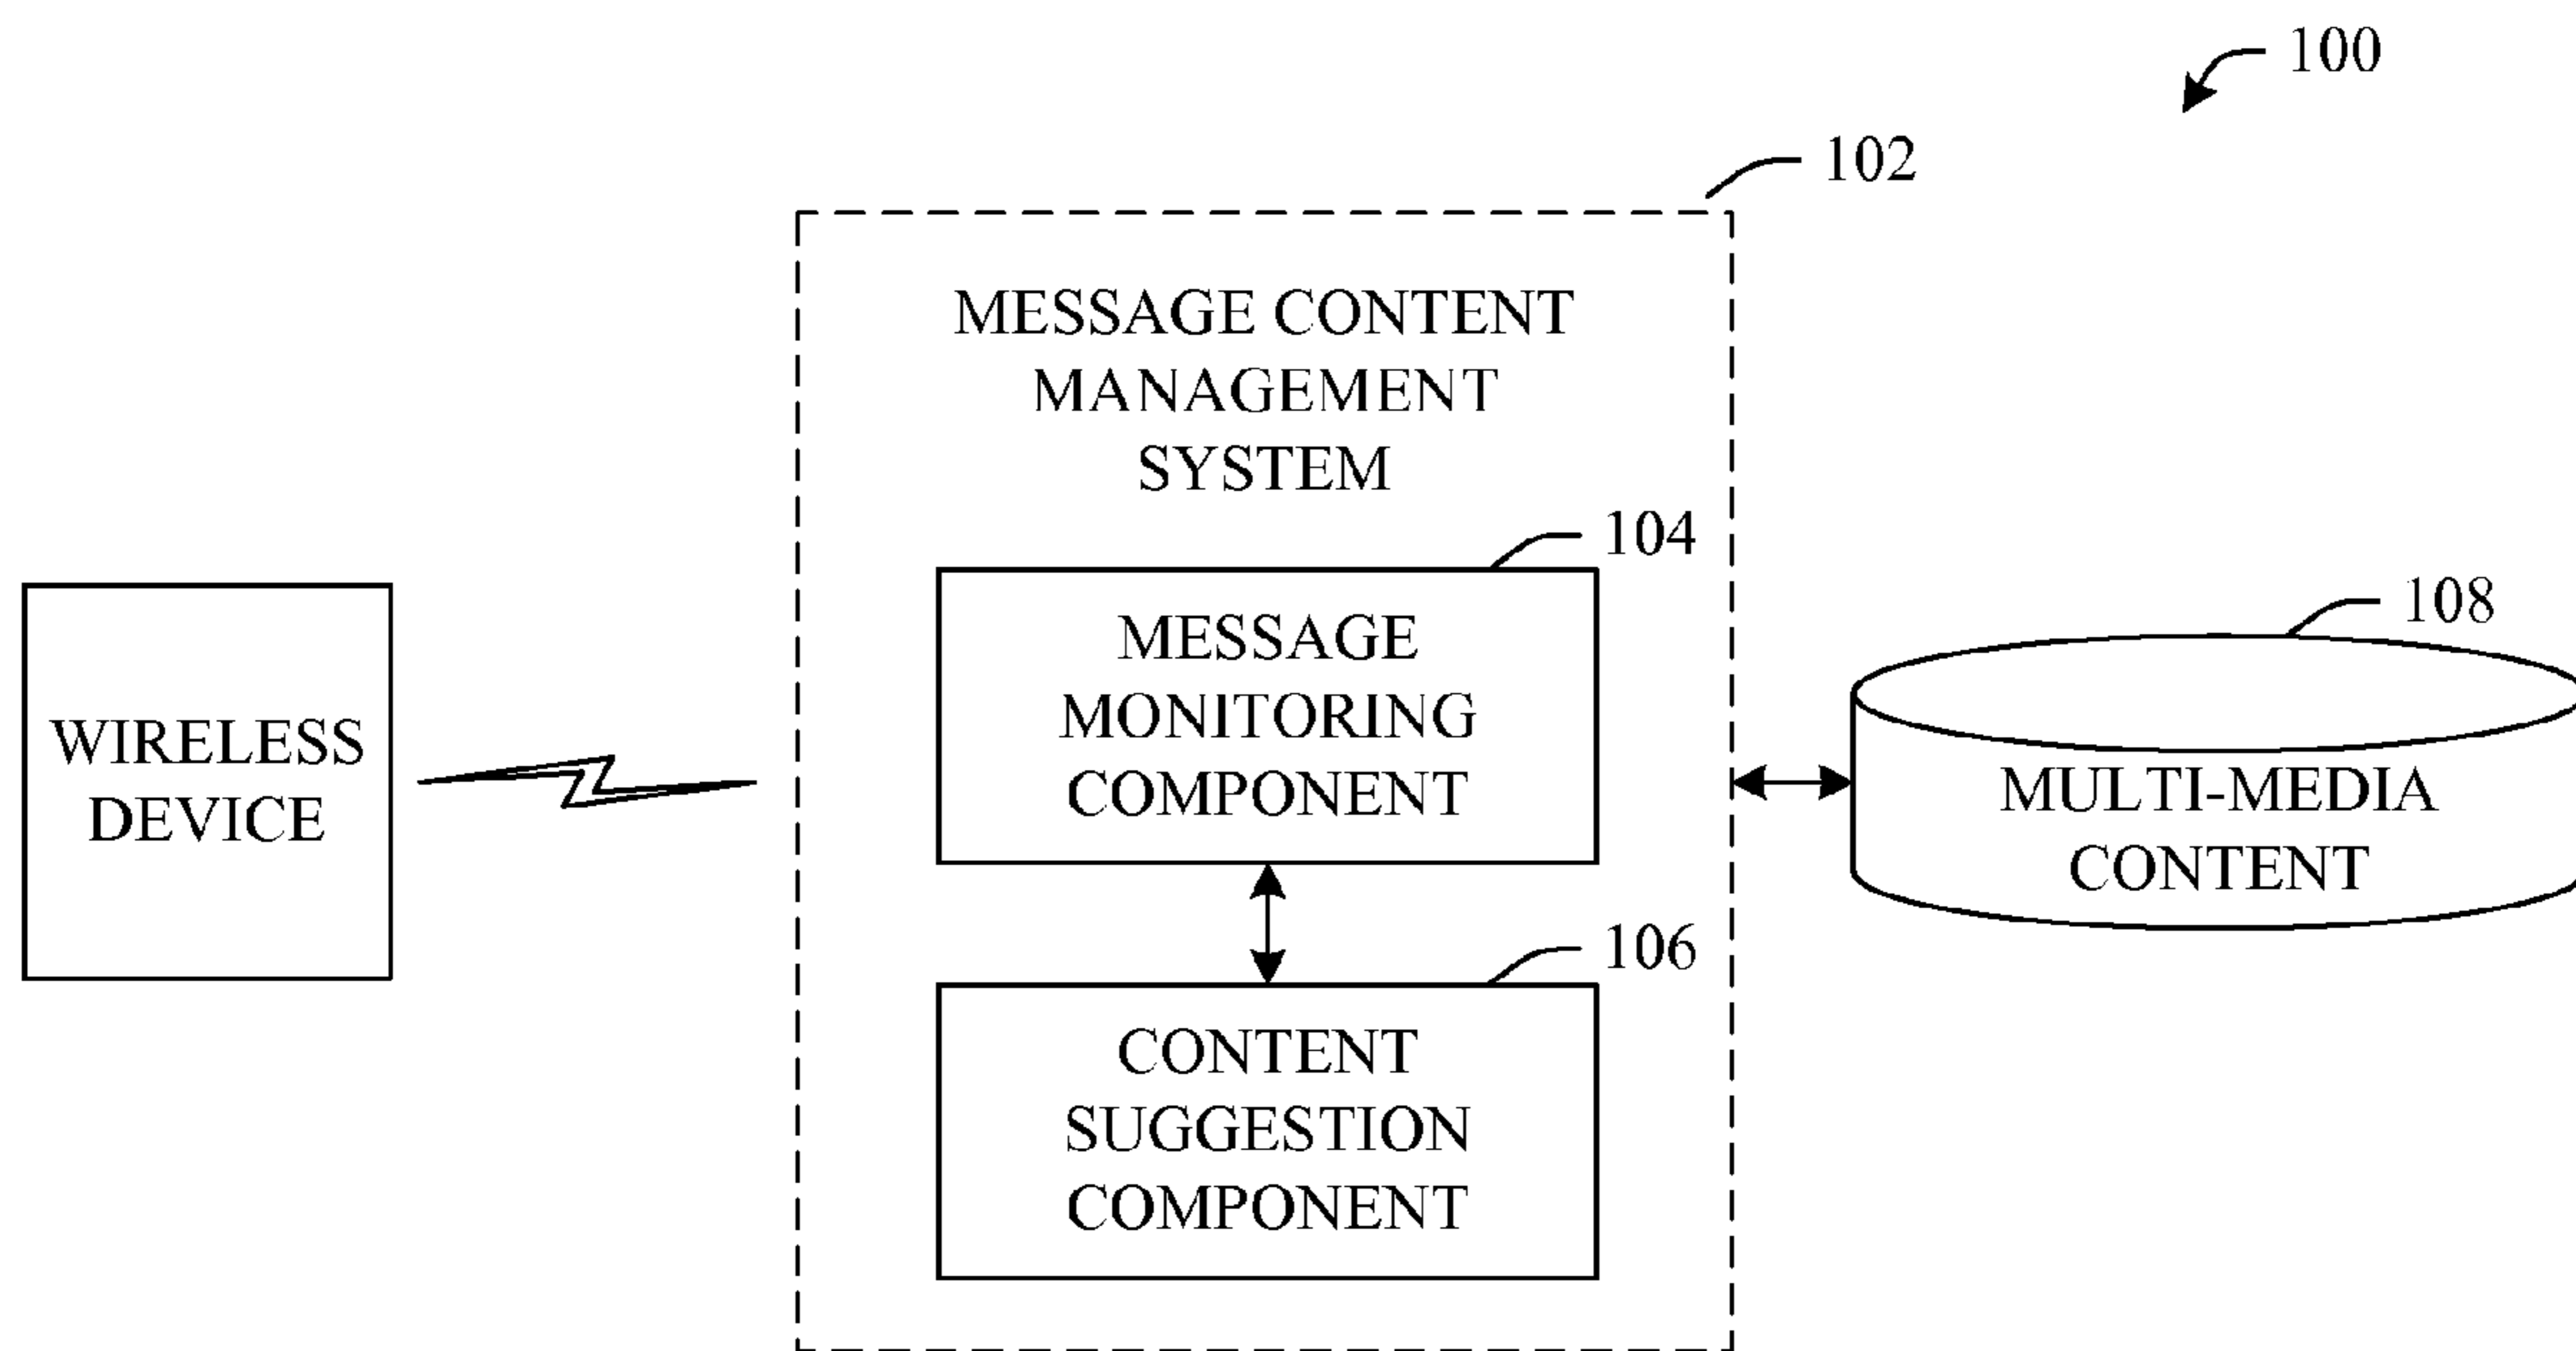 100
102
MESSAGE CONTENT
MANAGEMENT
SYSTEM
104
MESSAGE
MONITORING
COMPONENT
WIRELESS
DEVICE
108
MULTI-MEDIA
CONTENT
106
CONTENT
SUGGESTION
COMPONENT